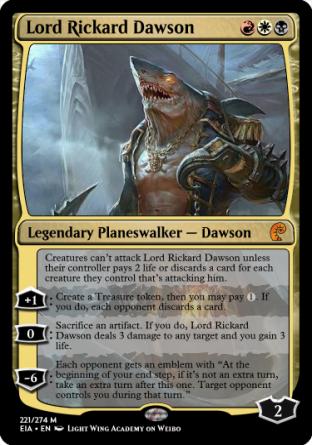 Lord Rickard Dawson
Legendary Planeswalker — Dawson
Creatures can't attack Lord Rickard Dawson unless
their controller pays 2 life or discards a card for each
creature they control that's attacking him.
+1: Create a Treasure token, then you may pay 1. If
you do, each opponent discards a card.
0: Sacrifice an artifact. If you do, Lord Rickard
Dawson deals 3 damage to any target and you gain 3
life.
-6: Each opponent gets an emblem with "At the
beginning of your end step, if it's not an extra turn,
take an extra turn after this one. Target opponent
controls you during that turn."
2
221/274 M
EIA • EN Light Wing Academy on Weibo